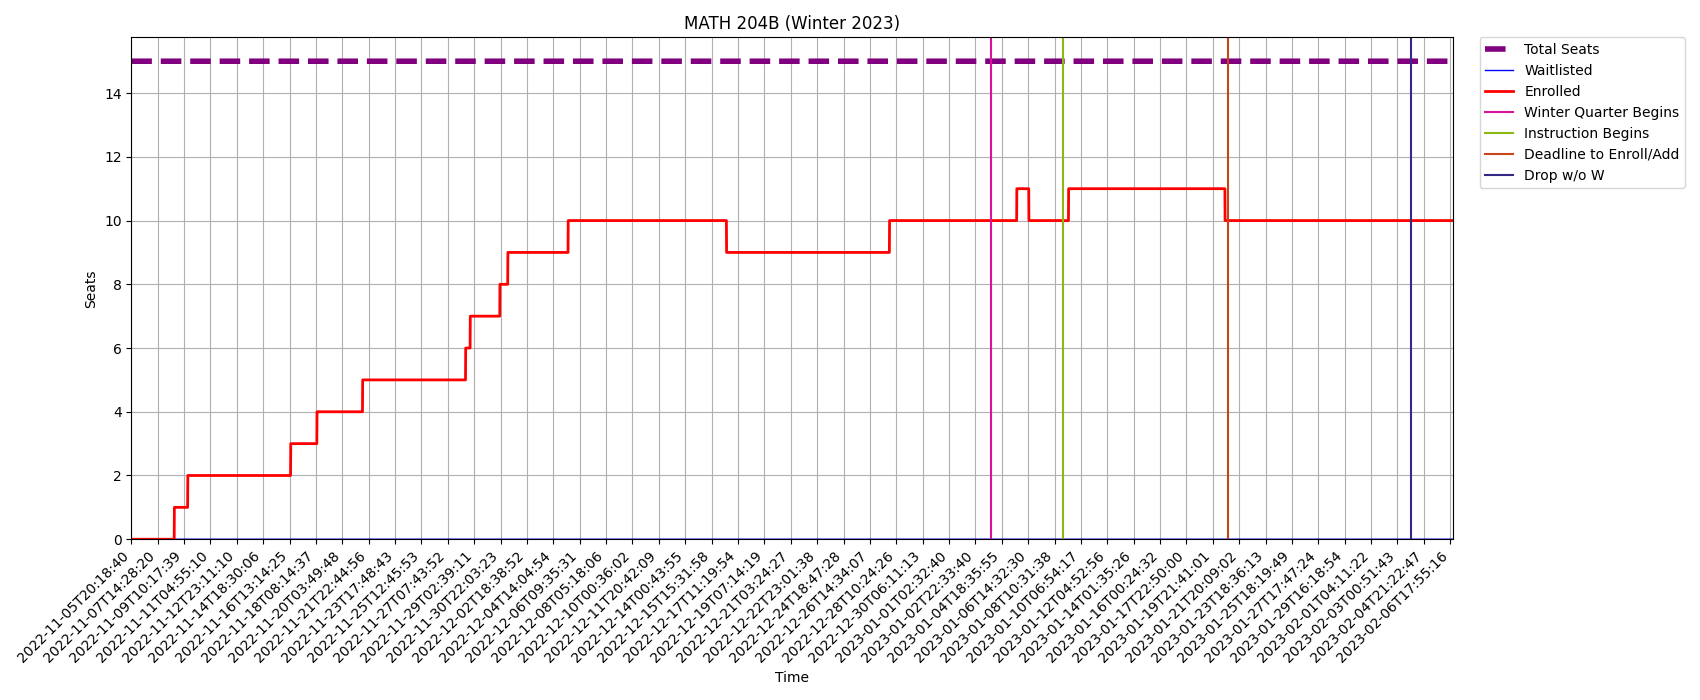 MATH 204B (Winter 2023)
Total Seats
Waitlisted
Enrolled
Winter Quarter Begins
Instruction Begins
Deadline to Enroll/Add
Drop w/o W
Seats
14
12
10
8
6
4
2
0
2022-11-05T20:18:40
2022-11-07T14:28:20
2022-11-09T10:17:39
2022-11-11T04:55:10
2022-11-12T23:11:10
2022-11-14T18:30:06
2022-11-16T13:14:25
2022-11-18T08:14:37
2022-11-20T03:49:48
2022-11-21T22:44:56
2022-11-23T17:48:43
2022-11-25T12:45:53
2022-11-27T07:43:52
2022-11-29T02:39:11
2022-11-30T22:03:23
2022-12-02T18:38:52
2022-12-04T14:04:54
2022-12-06T09:35:31
2022-12-08T05:18:06
2022-12-10T00:36:02
2022-12-11T20:42:09
2022-12-14T00:43:55
2022-12-15T15:31:58
2022-12-17T11:19:54
2022-12-19T07:14:19
2022-12-21T03:24:27
2022-12-22T23:01:38
2022-12-24T18:47:28
2022-12-26T14:34:07
2022-12-28T10:24:26
2022-12-30T06:11:13
2023-01-01T02:32:40
2023-01-02T22:33:40
2023-01-04T18:35:55
2023-01-06T14:32:30
2023-01-08T10:31:38
2023-01-10T06:54:17
2023-01-12T04:52:56
2023-01-14T01:35:26
2023-01-16T00:24:32
2023-01-17T22:50:00
2023-01-19T21:41:01
2023-01-21T20:09:02
2023-01-23T18:36:13
2023-01-25T18:19:49
2023-01-27T17:47:24
2023-01-29T16:18:54
2023-02-01T04:11:22
2023-02-03T00:51:43
2023-02-04T21:22:47
2023-02-06T17:55:16
Time